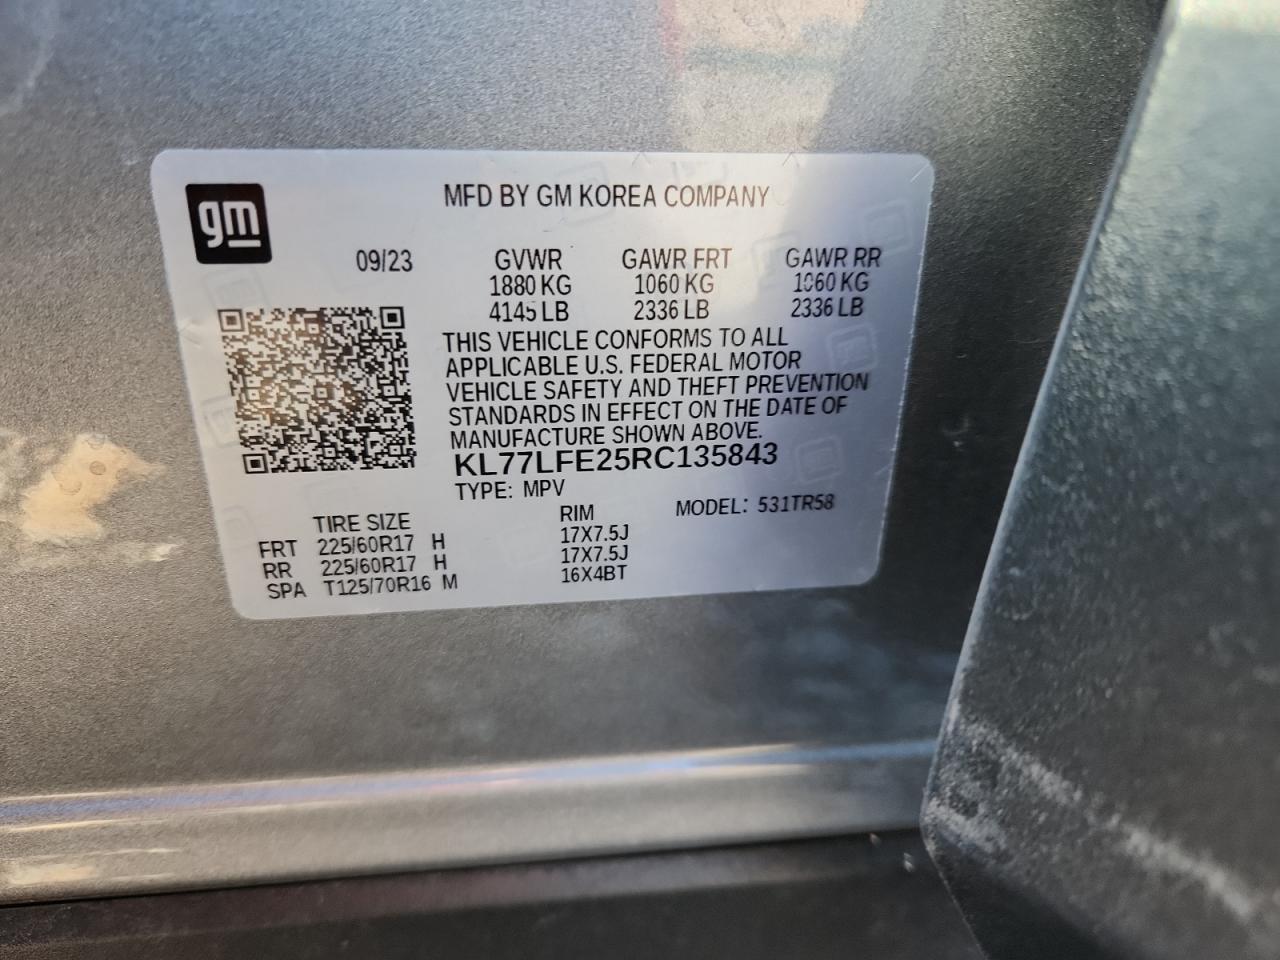 gm
MFD BY GM KOREA COMPANY
09/23 GVWR GAWR FRT GAWR RR
1880 KG 1060 KG 1060 KG
4145 LB 2336 LB 2336 LB
THIS VEHICLE CONFORMS TO ALL
APPLICABLE U.S. FEDERAL MOTOR
VEHICLE SAFETY AND THEFT PREVENTION
STANDARDS IN EFFECT ON THE DATE OF
MANUFACTURE SHOWN ABOVE.
KL77LFE25RC135843
TYPE: MPV
TIRE SIZE RIM MODEL: 531TR58
FRT 225/60R17 H 17X7.5J
RR 225/60R17 H 17X7.5J
SPA T125/70R16 M 16X4BT